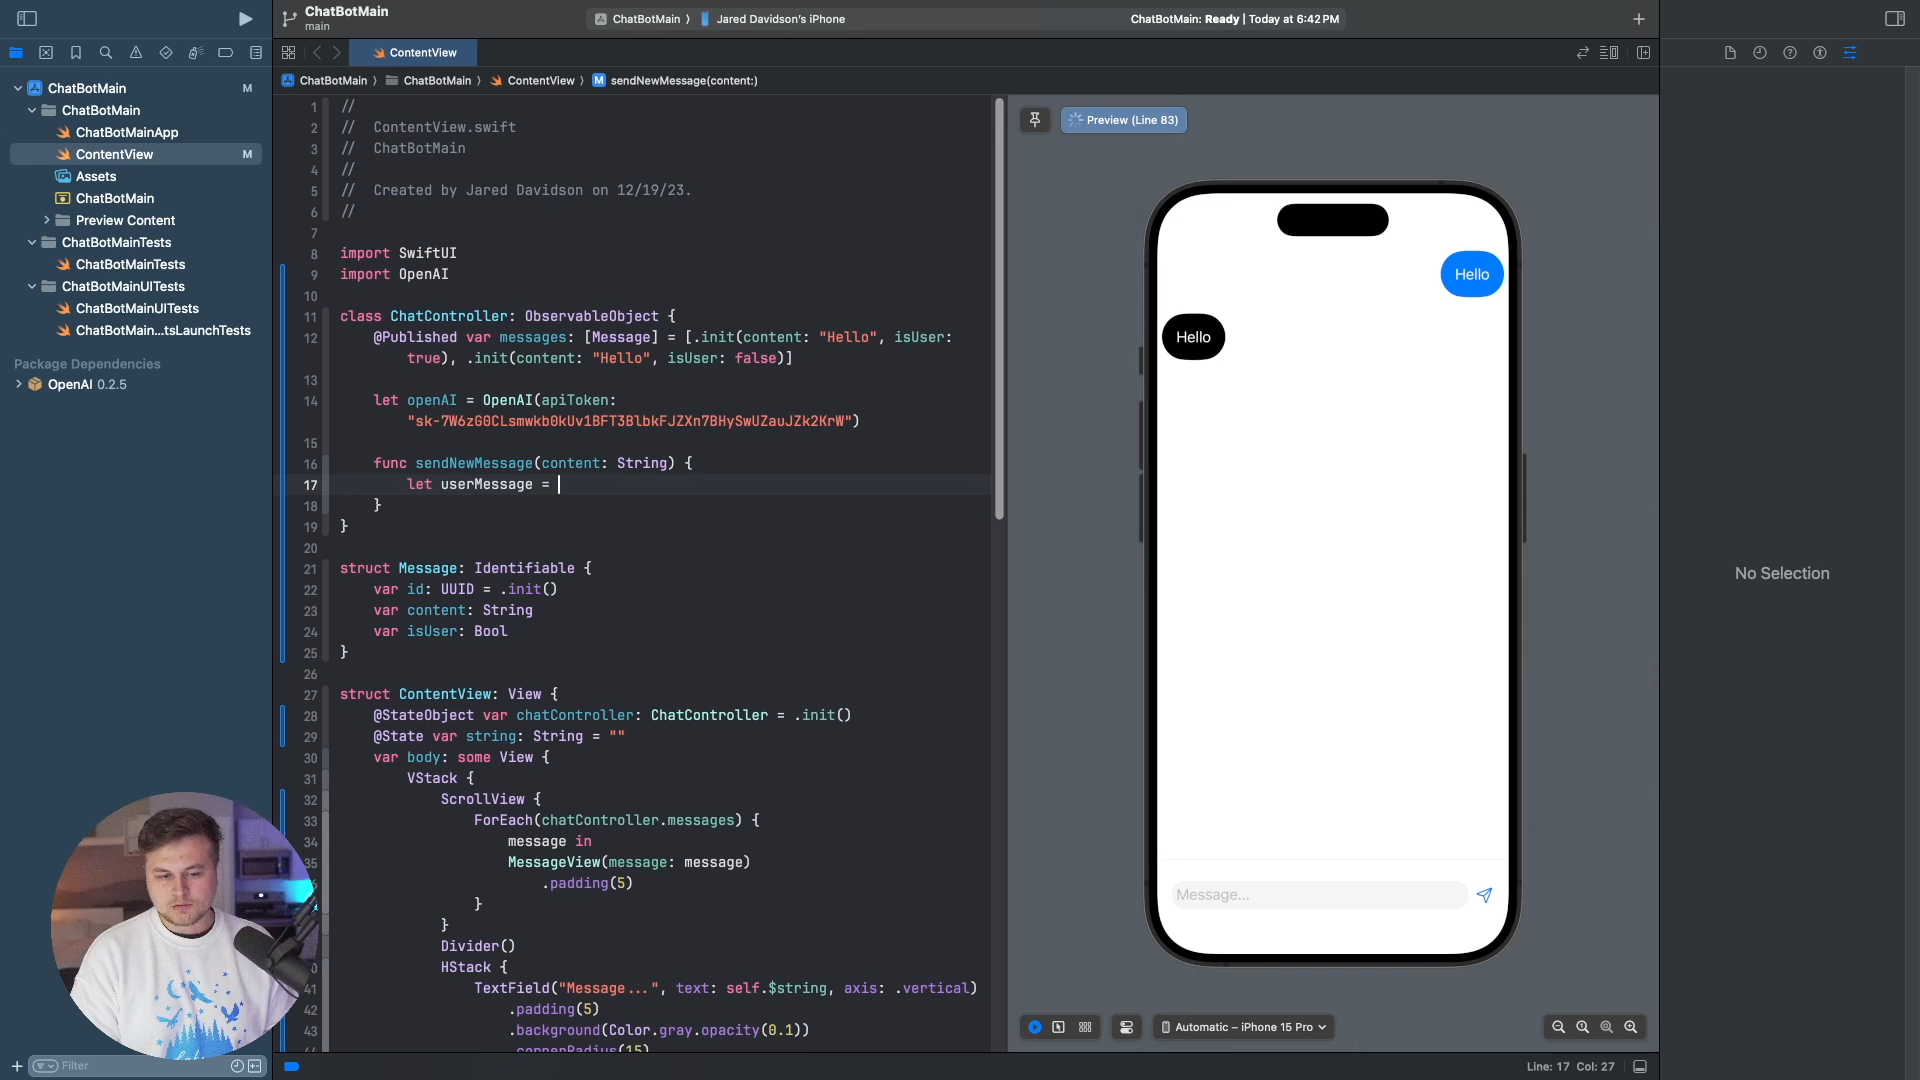 ChatBotMain
main
ChatBotMain
Jared Davidson's iPhone
ChatBotMain: Ready | Today at 6:42 PM
ContentView
ChatBotMain
ChatBotMain
ContentView
M
sendNewMessage(content:)
ChatBotMain
M
ChatBotMain
ChatBotMainApp
ContentView
M
Assets
ChatBotMain
Preview Content
ChatBotMainTests
ChatBotMainTests
ChatBotMainUITests
ChatBotMainUITests
ChatBotMain...tsLaunchTests
Package Dependencies
OpenAI 0.2.5
Filter
1 //
2 //  ContentView.swift
3 //  ChatBotMain
4 //
5 //  Created by Jared Davidson on 12/19/23.
6 //
7
8 import SwiftUI
9 import OpenAI
10
11 class ChatController: ObservableObject {
12 @Published var messages: [Message] = [.init(content: "Hello", isUser:
true), .init(content: "Hello", isUser: false)]
13
14 let openAI = OpenAI(apiToken:
"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")
15
16 func sendNewMessage(content: String) {
17 let userMessage =
18 }
19 }
20
21 struct Message: Identifiable {
22 var id: UUID = .init()
23 var content: String
24 var isUser: Bool
25 }
26
27 struct ContentView: View {
28 @StateObject var chatController: ChatController = .init()
29 @State var string: String = ""
30 var body: some View {
31 VStack {
32 ScrollView {
33 ForEach(chatController.messages) {
34 message in
35 MessageView(message: message)
.padding(5)
}
}
Divider()
HStack {
41 TextField("Message...", text: self.$string, axis: .vertical)
42 .padding(5)
43 .background(Color.gray.opacity(0.1))
.cornerRadius(15)
Preview (Line 83)
Hello
Hello
Message...
Automatic – iPhone 15 Pro
No Selection
Line: 17 Col: 27